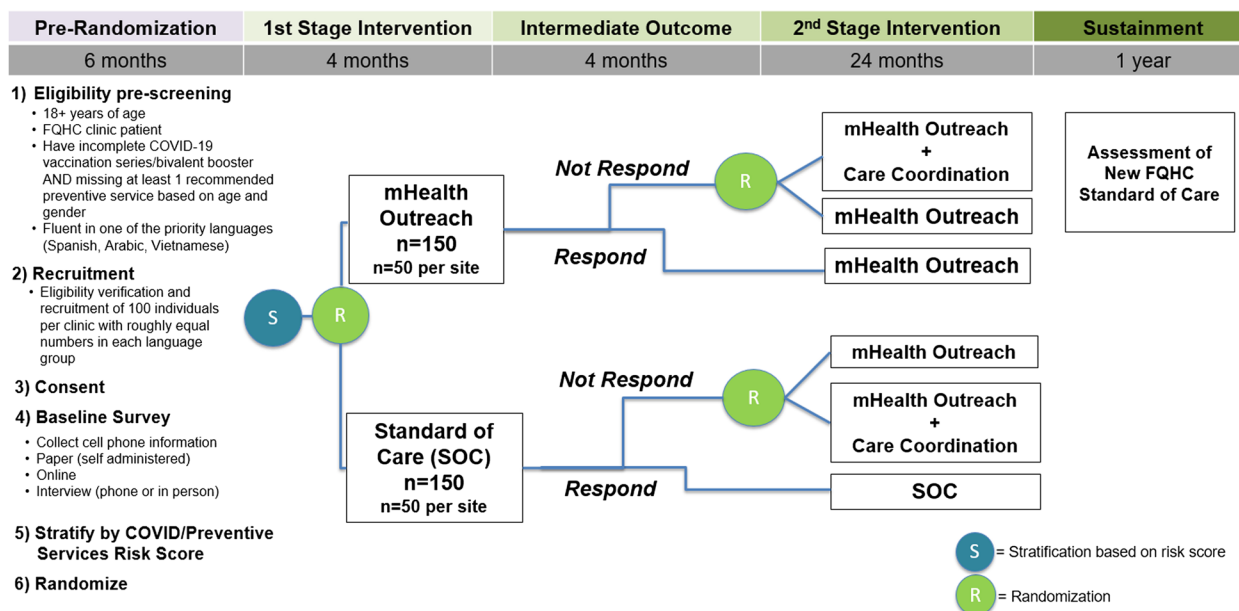 Pre-Randomization
1st Stage Intervention
Intermediate Outcome
2nd Stage Intervention
Sustainment
6 months
4 months
4 months
24 months
1 year
1) Eligibility pre-screening
• 18+ years of age
• FQHC clinic patient
• Have incomplete COVID-19
vaccination series/bivalent booster
AND missing at least 1 recommended
preventive service based on age and
gender
• Fluent in one of the priority languages
(Spanish, Arabic, Vietnamese)
2) Recruitment
• Eligibility verification and
recruitment of 100 individuals
per clinic with roughly equal
numbers in each language
group
3) Consent
4) Baseline Survey
• Collect cell phone information
• Paper (self administered)
• Online
• Interview (phone or in person)
5) Stratify by COVID/Preventive
Services Risk Score
6) Randomize
S
R
mHealth
Outreach
n=150
n=50 per site
Standard of
Care (SOC)
n=150
n=50 per site
Not Respond
Respond
R
mHealth Outreach
+
Care Coordination
mHealth Outreach
mHealth Outreach
Not Respond
Respond
R
mHealth Outreach
mHealth Outreach
+
Care Coordination
SOC
Assessment of
New FQHC
Standard of Care
S = Stratification based on risk score
R = Randomization